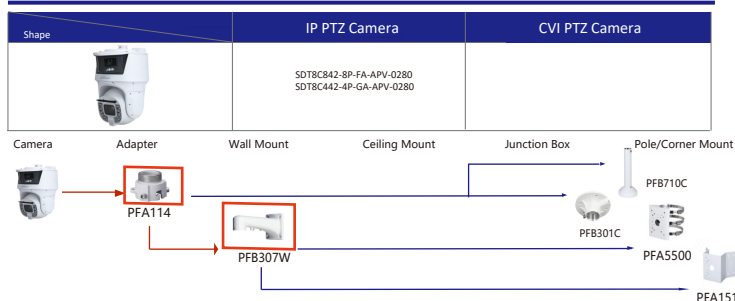 Shape
IP PTZ Camera
CVI PTZ Camera
SDT8C842-8P-FA-APV-0280
SDT8C442-4P-GA-APV-0280
Camera
Adapter
Wall Mount
Ceiling Mount
Junction Box
Pole/Corner Mount
PFB710C
PFA114
PFB301C
PFB307W
PFA5500
PFA151